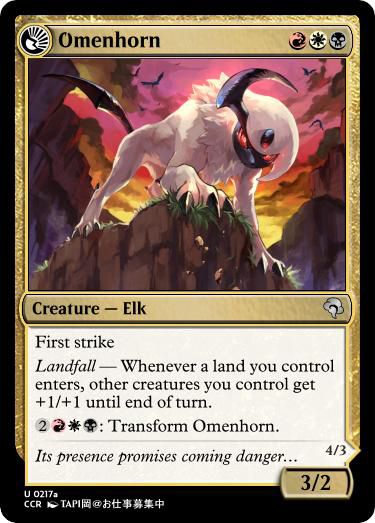 Omenhorn
Creature — Elk
First strike
Landfall — Whenever a land you control
enters, other creatures you control get
+1/+1 until end of turn.
2: Transform Omenhorn.
Its presence promises coming danger…
4/3
3/2
U 0217a
CCR TAPI岡@お仕事募集中